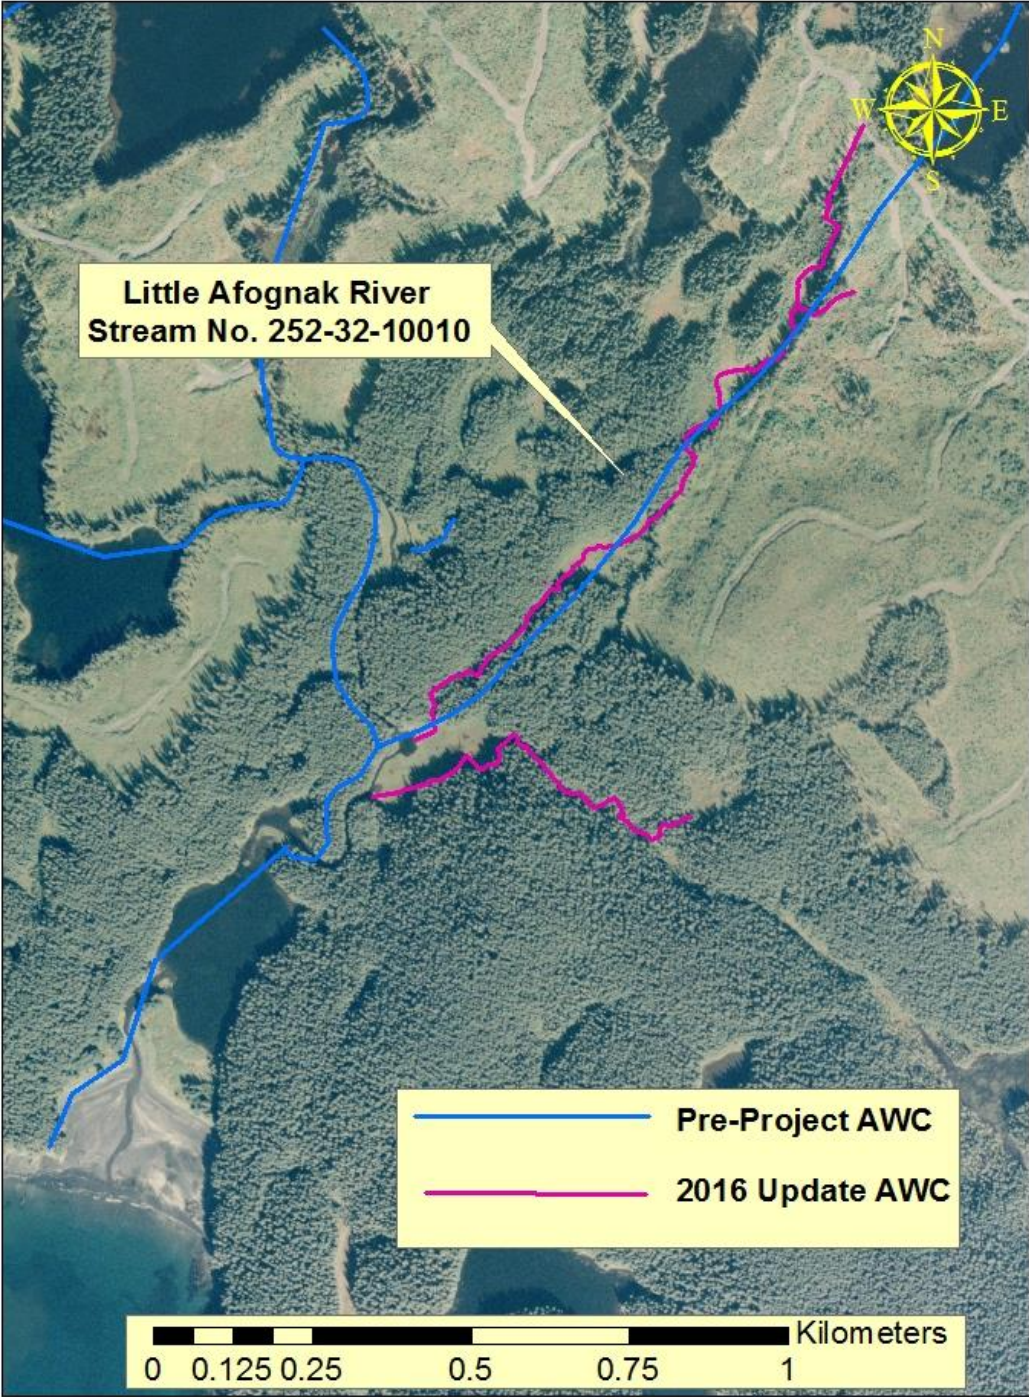 N
W E
S
Little Afognak River
Stream No. 252-32-10010
Pre-Project AWC
2016 Update AWC
Kilometers
0 0.125 0.25 0.5 0.75 1